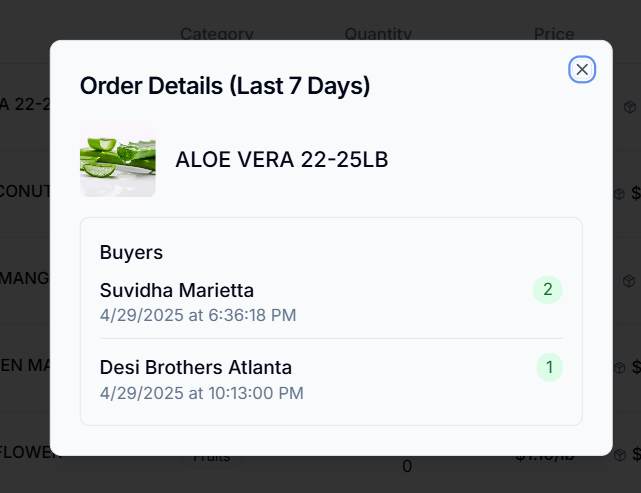 Category Quantity Price
Order Details (Last 7 Days)
A 22-2
ALOE VERA 22-25LB
CONUT
$
Buyers
MANG
Suvidha Marietta 2
4/29/2025 at 6:36:18 PM
EN MA
$
Desi Brothers Atlanta 1
4/29/2025 at 10:13:00 PM
FLOWER
Fruits
0
$1.10/lb
$